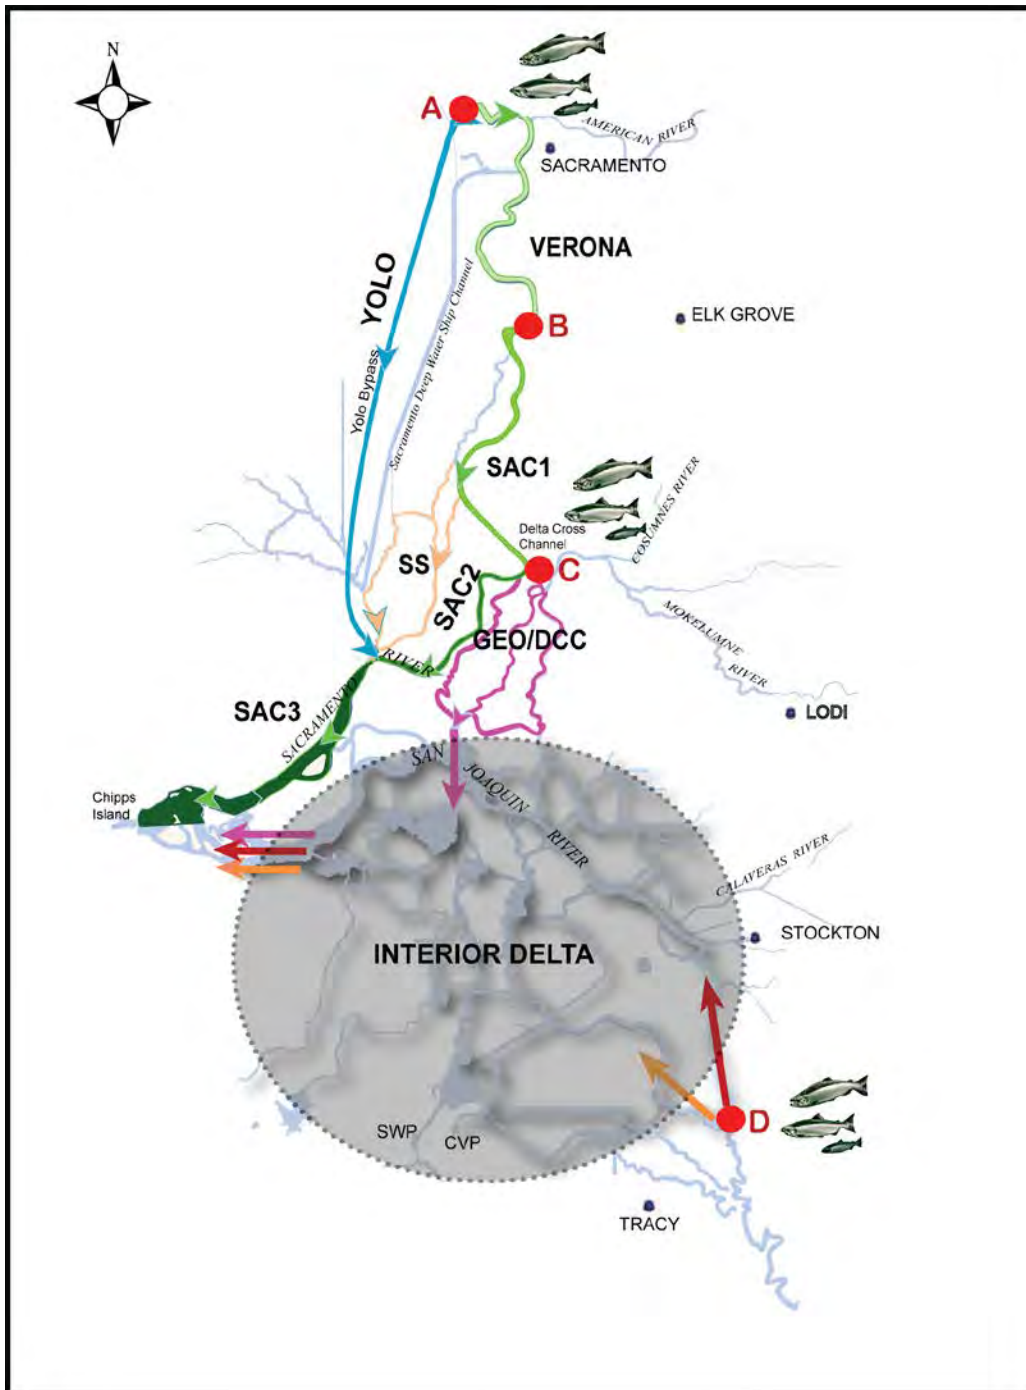 N
A
AMERICAN RIVER
SACRAMENTO
VERONA
YOLO
Yolo Bypass
Sacramento Deep Water Ship Channel
B
ELK GROVE
SAC1
Delta Cross
Channel
COSUMNES RIVER
C
SS
SAC2
GEO/DCC
MOKELUMNE
RIVER
LODI
SACRAMENTO
RIVER
SAC3
Chipps
Island
SAN
JOAQUIN
RIVER
CALAVERAS RIVER
STOCKTON
INTERIOR DELTA
D
SWP
CVP
TRACY